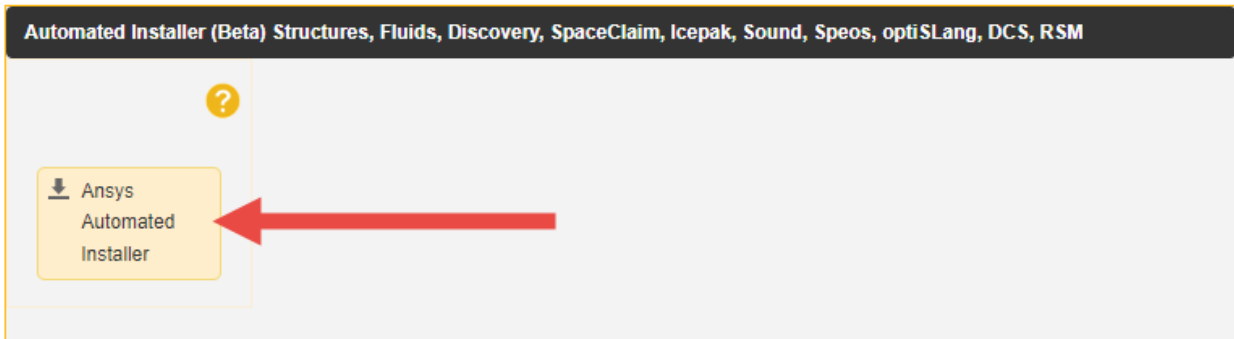 Automated Installer (Beta) Structures, Fluids, Discovery, SpaceClaim, Icepak, Sound, Speos, optiSLang, DCS, RSM
?
Ansys
Automated
Installer